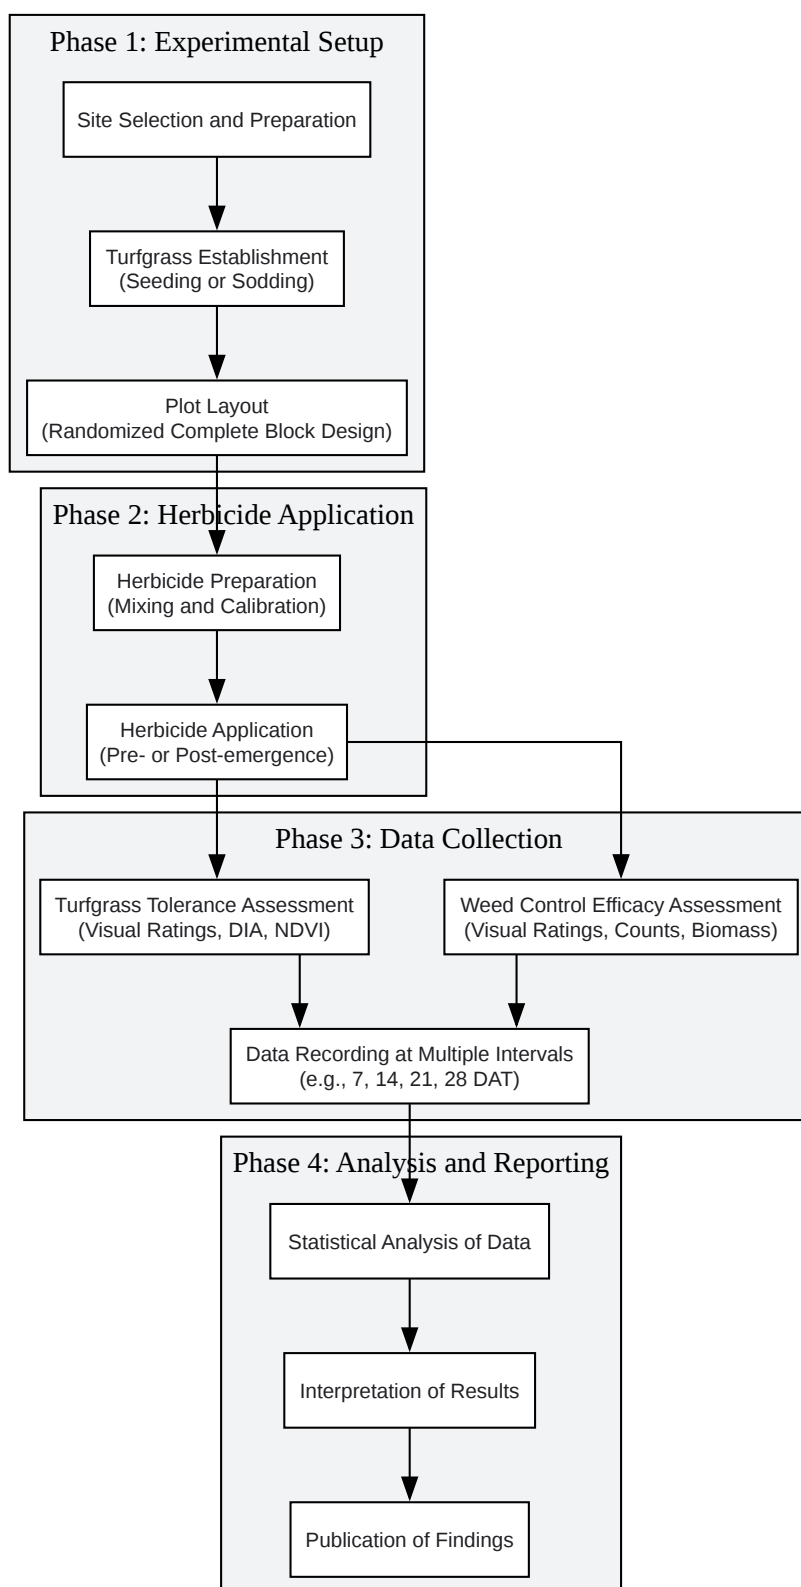 Phase 1: Experimental Setup
Site Selection and Preparation
Turfgrass Establishment
(Seeding or Sodding)
Plot Layout
(Randomized Complete Block Design)
Phase 2: Herbicide Application
Herbicide Preparation
(Mixing and Calibration)
Herbicide Application
(Pre- or Post-emergence)
Phase 3: Data Collection
Turfgrass Tolerance Assessment
(Visual Ratings, DIA, NDVI)
Weed Control Efficacy Assessment
(Visual Ratings, Counts, Biomass)
Data Recording at Multiple Intervals
(e.g., 7, 14, 21, 28 DAT)
Phase 4: Analysis and Reporting
Statistical Analysis of Data
Interpretation of Results
Publication of Findings